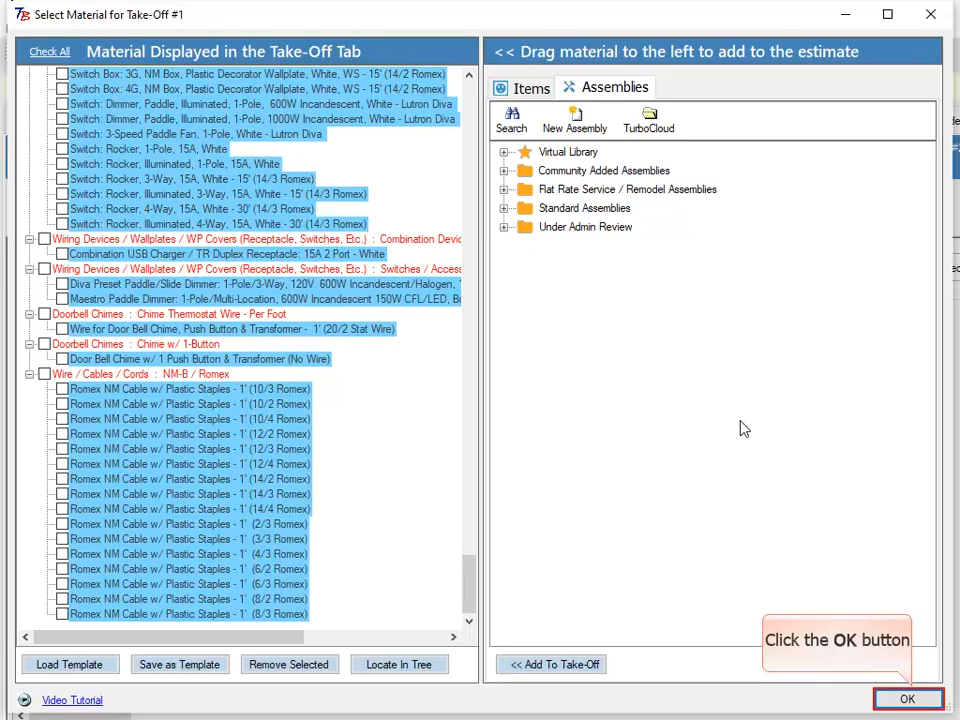 TB Select Material for Take-Off #1
Check All Material Displayed in the Take-Off Tab
Switch Box: 3G, NM Box, Plastic Decorator Wallplate, White, WS - 15' (14/2 Romex)
Switch Box: 4G, NM Box, Plastic Decorator Wallplate, White, WS - 15' (14/2 Romex)
Switch: Dimmer, Paddle, Illuminated, 1-Pole, 600W Incandescent, White - Lutron Diva
Switch: Dimmer, Paddle, Illuminated, 1-Pole, 1000W Incandescent, White - Lutron Diva
Switch: 3-Speed Paddle Fan, 1-Pole, White - Lutron Diva
Switch: Rocker, 1-Pole, 15A, White
Switch: Rocker, Illuminated, 1-Pole, 15A, White
Switch: Rocker, 3-Way, 15A, White - 15' (14/3 Romex)
Switch: Rocker, Illuminated, 3-Way, 15A, White - 15' (14/3 Romex)
Switch: Rocker, 4-Way, 15A, White - 30' (14/3 Romex)
Switch: Rocker, Illuminated, 4-Way, 15A, White - 30' (14/3 Romex)
Wiring Devices / Wallplates / WP Covers (Receptacle, Switches, Etc.) : Combination Devic
Combination USB Charger / TR Duplex Receptacle: 15A 2 Port - White
Wiring Devices / Wallplates / WP Covers (Receptacle, Switches, Etc.) : Switches / Access
Diva Preset Paddle/Slide Dimmer: 1-Pole/3-Way, 120V 600W Incandescent/Halogen,
Maestro Paddle Dimmer: 1-Pole/Multi-Location, 600W Incandescent 150W CFL/LED,
Doorbell Chimes : Chime Thermostat Wire - Per Foot
Wire for Door Bell Chime, Push Button & Transformer - 1' (20/2 Stat Wire)
Doorbell Chimes : Chime w/ 1-Button
Door Bell Chime w/ 1 Push Button & Transformer (No Wire)
Wire / Cables / Cords : NM-B / Romex
Romex NM Cable w/ Plastic Staples - 1' (10/3 Romex)
Romex NM Cable w/ Plastic Staples - 1' (10/2 Romex)
Romex NM Cable w/ Plastic Staples - 1' (10/4 Romex)
Romex NM Cable w/ Plastic Staples - 1' (12/2 Romex)
Romex NM Cable w/ Plastic Staples - 1' (12/3 Romex)
Romex NM Cable w/ Plastic Staples - 1' (12/4 Romex)
Romex NM Cable w/ Plastic Staples - 1' (14/2 Romex)
Romex NM Cable w/ Plastic Staples - 1' (14/3 Romex)
Romex NM Cable w/ Plastic Staples - 1' (14/4 Romex)
Romex NM Cable w/ Plastic Staples - 1' (2/3 Romex)
Romex NM Cable w/ Plastic Staples - 1' (3/3 Romex)
Romex NM Cable w/ Plastic Staples - 1' (4/3 Romex)
Romex NM Cable w/ Plastic Staples - 1' (6/2 Romex)
Romex NM Cable w/ Plastic Staples - 1' (6/3 Romex)
Romex NM Cable w/ Plastic Staples - 1' (8/2 Romex)
Romex NM Cable w/ Plastic Staples - 1' (8/3 Romex)
Load Template Save as Template Remove Selected Locate In Tree
Video Tutorial
<< Drag material to the left to add to the estimate
Items Assemblies
Search New Assembly TurboCloud
Virtual Library
Community Added Assemblies
Flat Rate Service / Remodel Assemblies
Standard Assemblies
Under Admin Review
Click the OK button
<< Add To Take-Off
OK